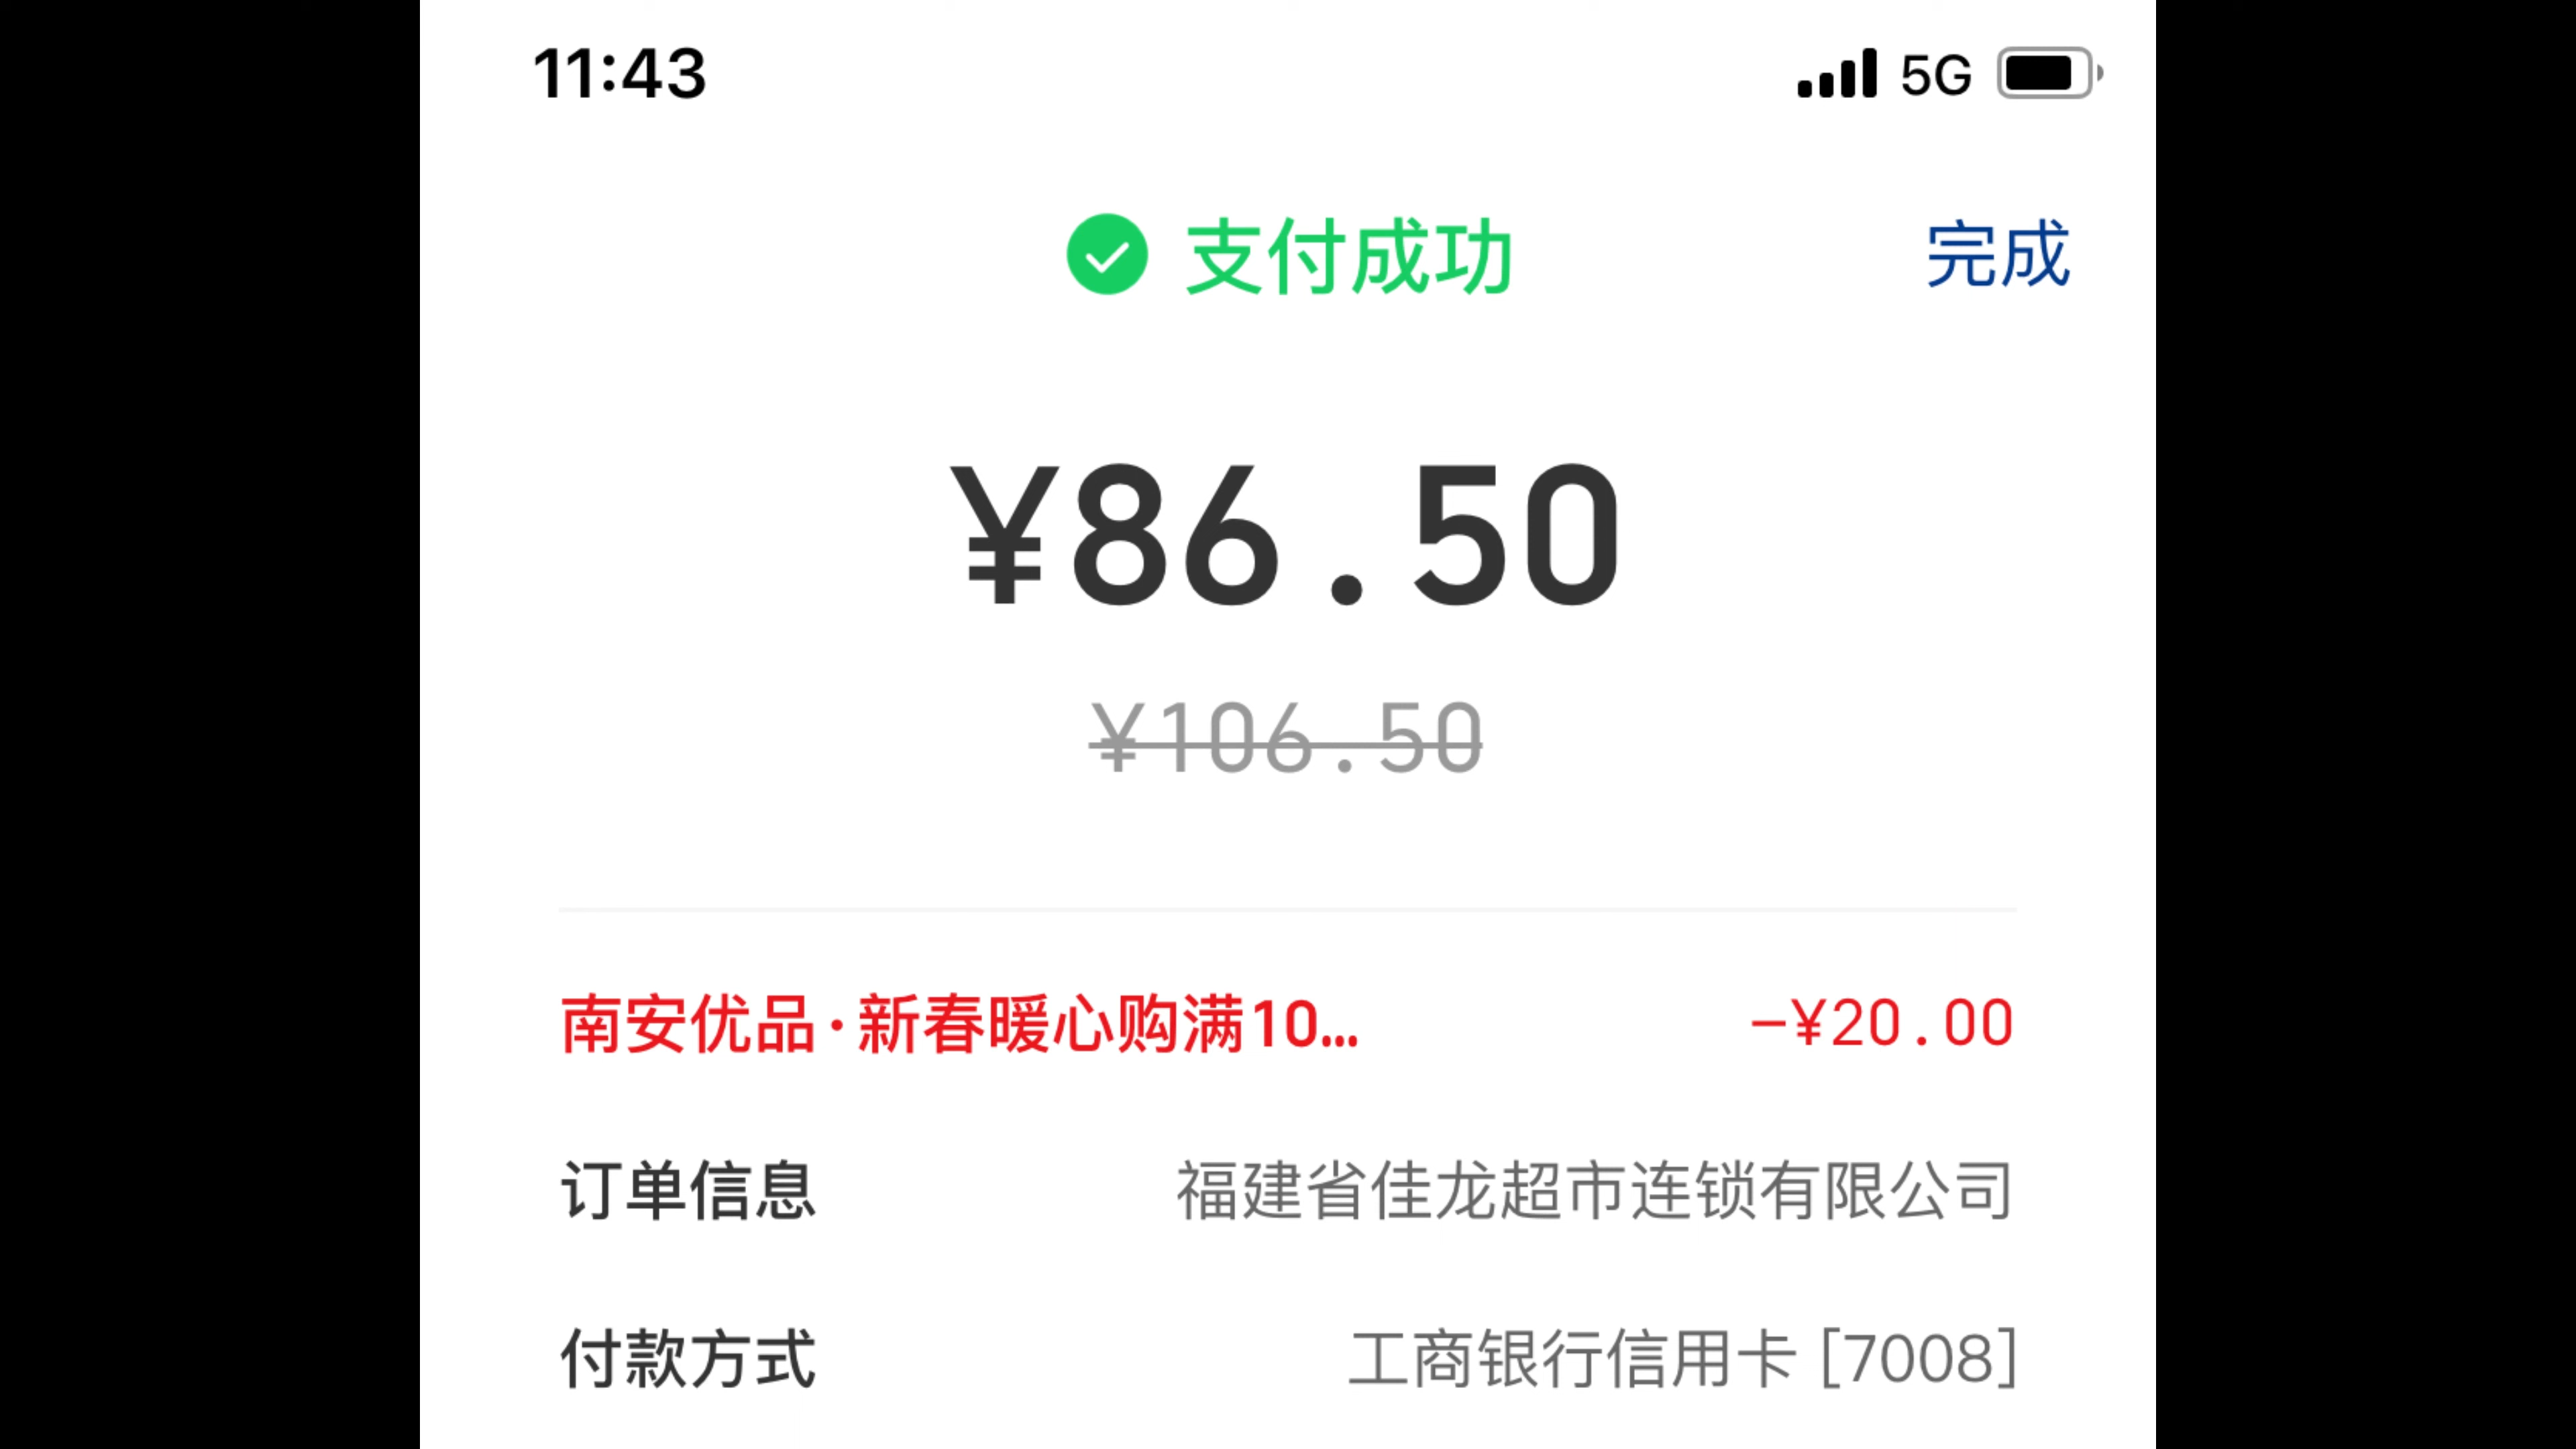 11:43 5G
支付成功 完成
¥86.50
¥106.50
南安优品·新春暖心购满10... -¥20.00
订单信息 福建省佳龙超市连锁有限公司
付款方式 工商银行信用卡 [7008]